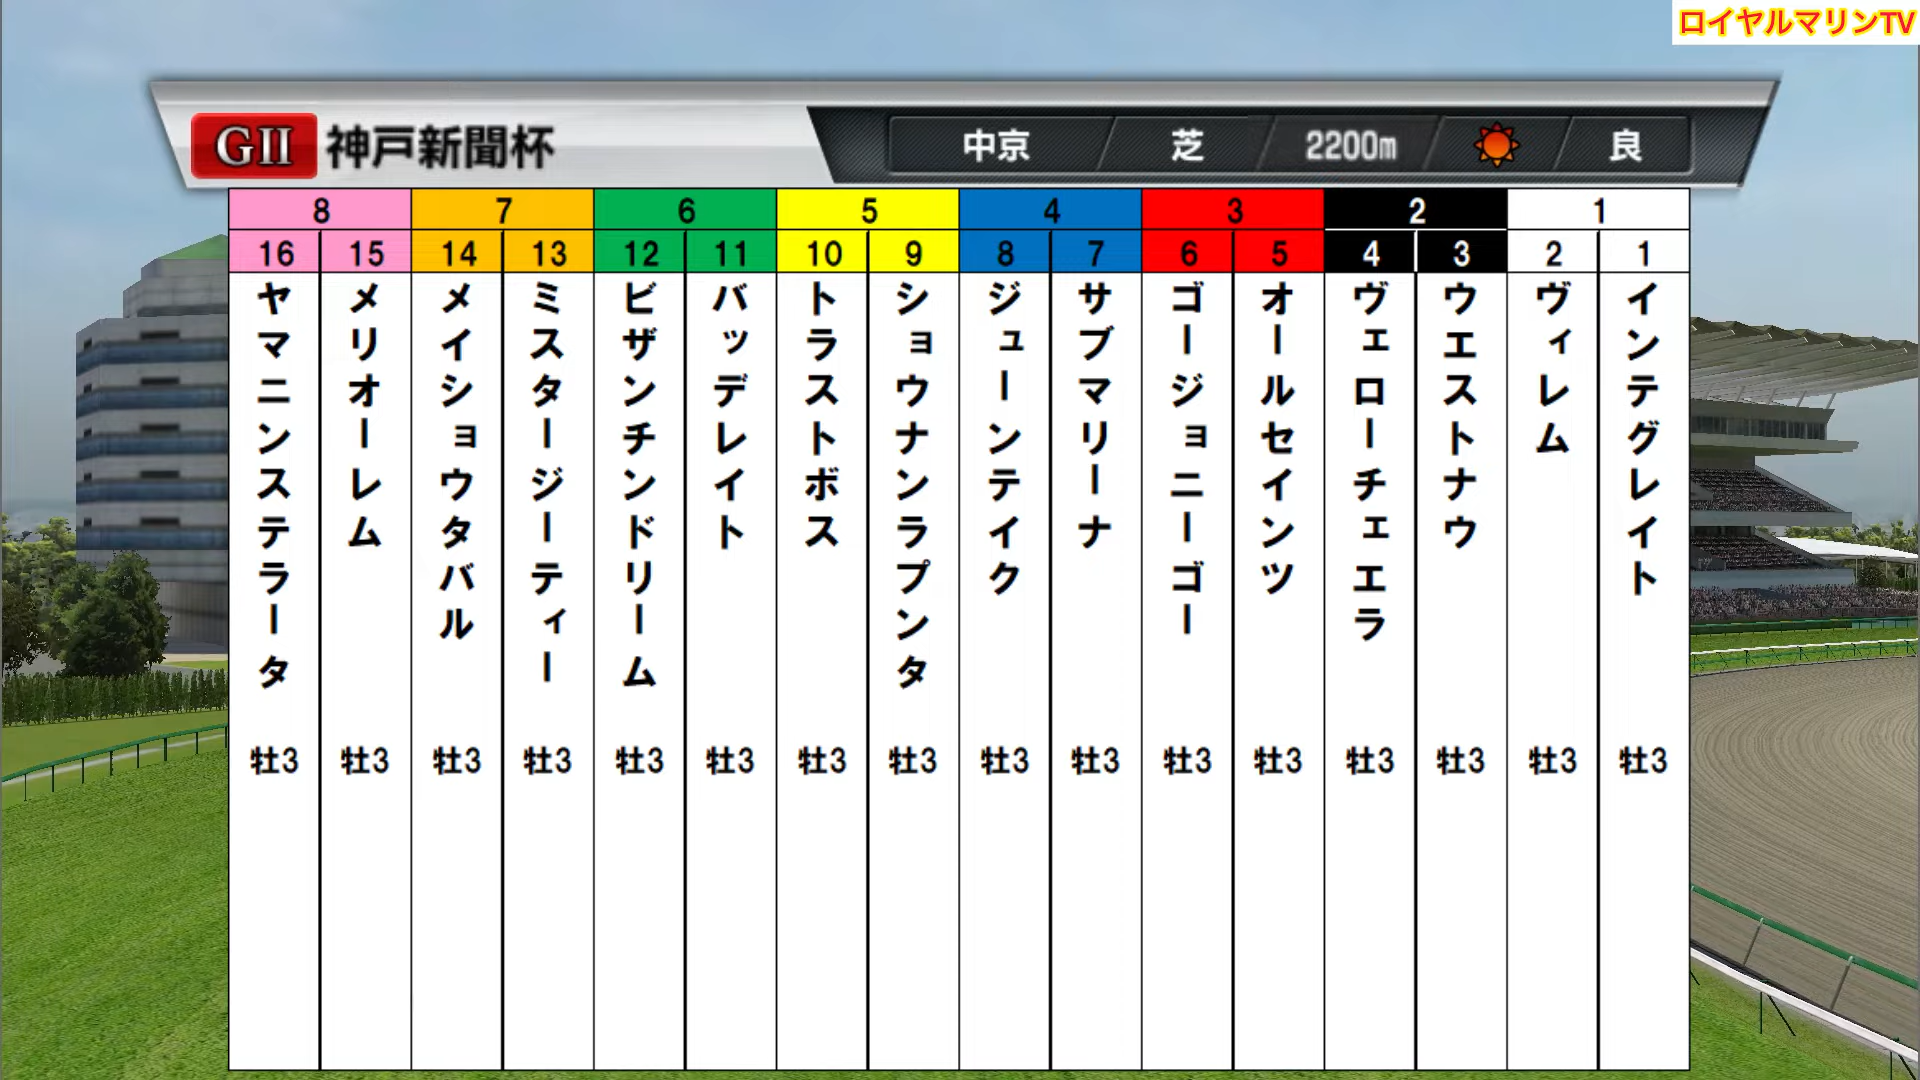 ロイヤルマリンTV
GII 神戸新聞杯
中京 芝 2200m 良
8 7 6 5 4 3 2 1
16 15 14 13 12 11 10 9 8 7 6 5 4 3 2 1
インテグレイト
ヴィレム
ウエストナウ
ヴェローチェエラ
オールセインツ
ゴージョニーゴー
サブマリーナ
ジューンテイク
ショウナンラプンタ
トラストボス
バッデレイト
ビザンチンドリーム
ミスタージーティー
メイショウタバル
メリオーレム
ヤマニンステラータ
牡3 牡3 牡3 牡3 牡3 牡3 牡3 牡3 牡3 牡3 牡3 牡3 牡3 牡3 牡3 牡3